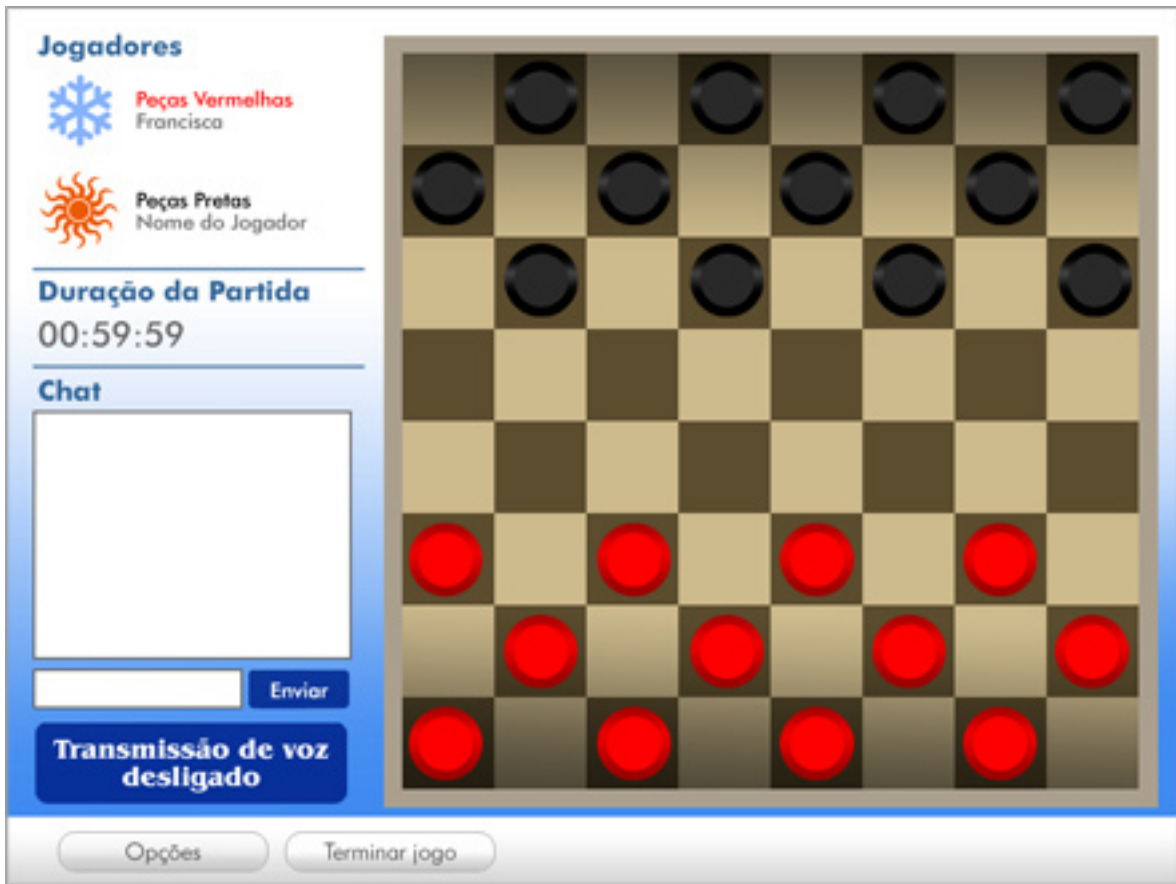 Jogadores
Peças Vermelhas
Francisca
Peças Pretas
Nome do Jogador
Duração da Partida
00:59:59
Chat
Enviar
Transmissão de voz
desligado
Opções
Terminar jogo